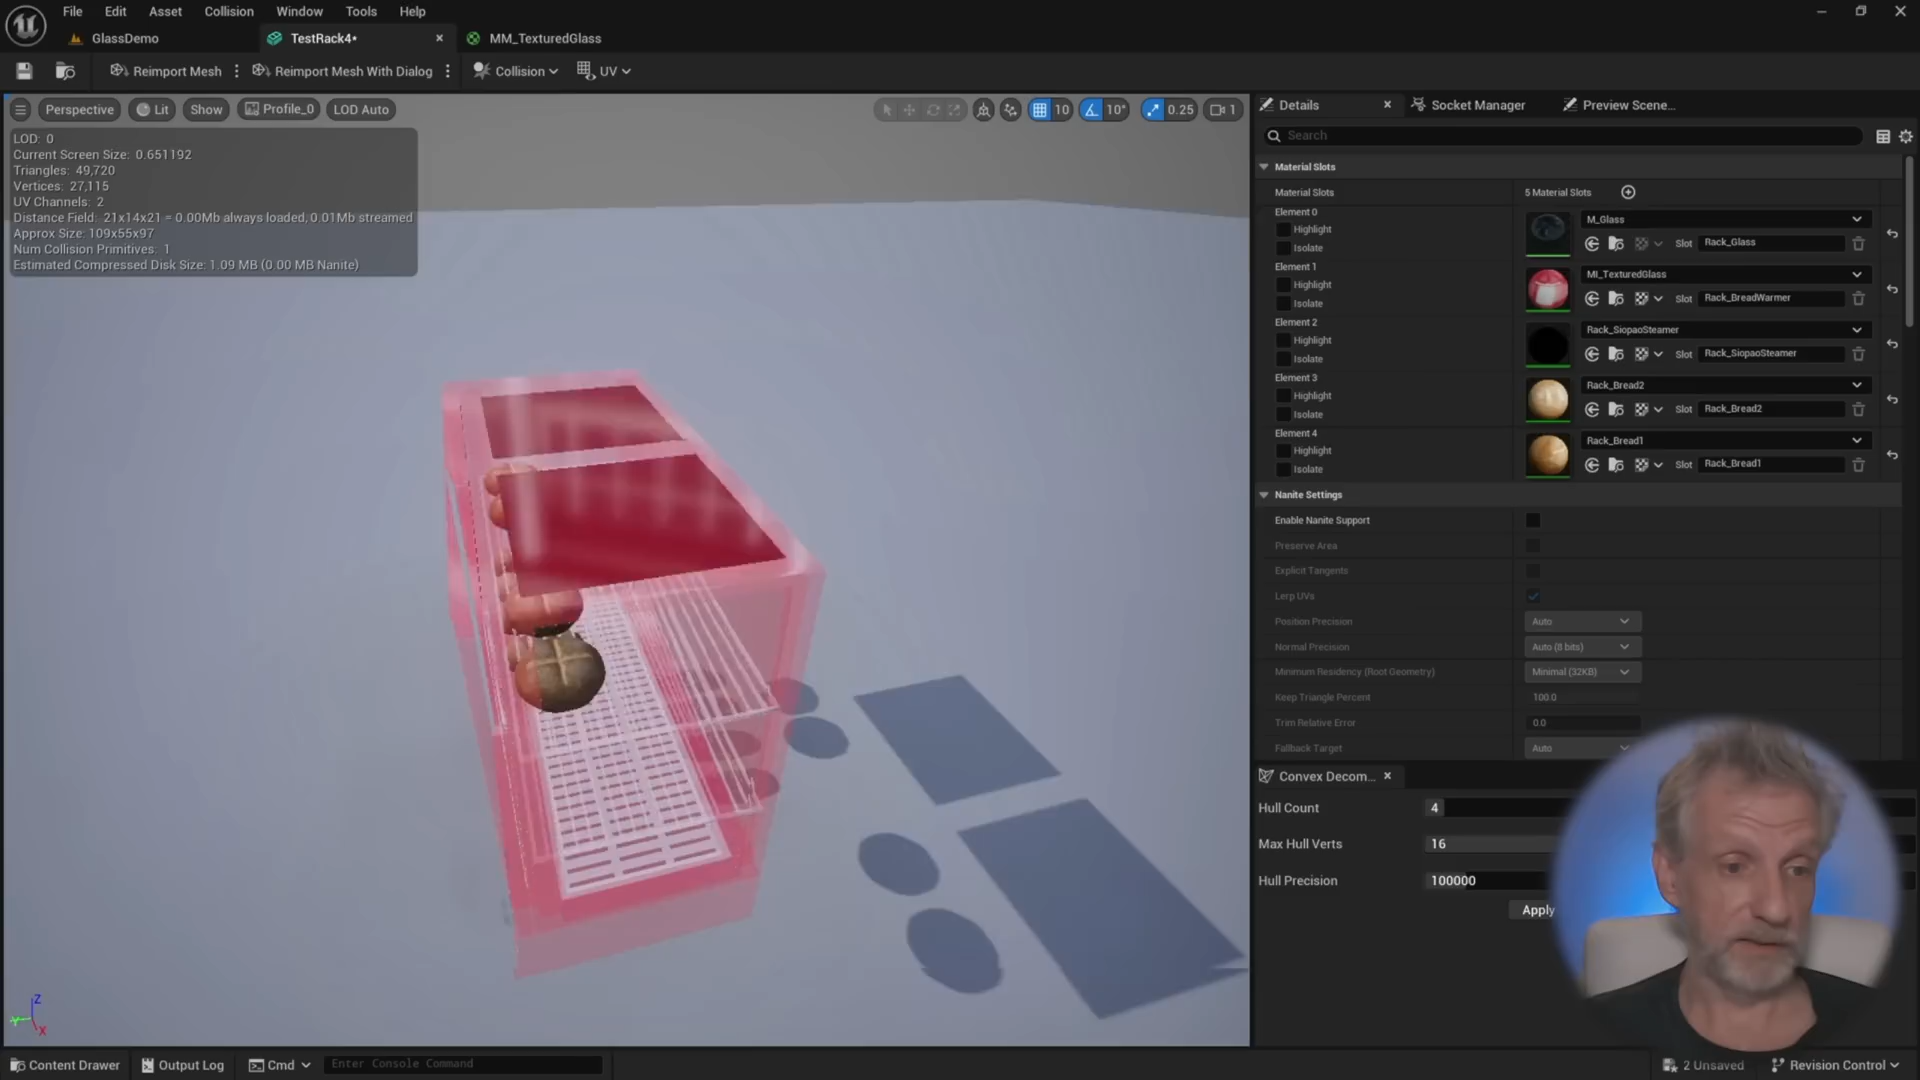 File Edit Asset Collision Window Tools Help
GlassDemo
TestRack4*
MM_TexturedGlass
Reimport Mesh
Reimport Mesh With Dialog
Collision
UV
Perspective
Lit
Show
Profile_0
LOD Auto
10
10°
0.25
1
LOD: 0
Current Screen Size: 0.651192
Triangles: 49,720
Vertices: 27,115
UV Channels: 2
Distance Field: 21x14x21 = 0.00Mb always loaded, 0.01Mb streamed
Approx Size: 109x55x97
Num Collision Primitives: 1
Estimated Compressed Disk Size: 1.09 MB (0.00 MB Nanite)
Z
Y
X
Details
Socket Manager
Preview Scene...
Search
Material Slots
Material Slots
5 Material Slots
Element 0
Highlight
Isolate
M_Glass
Slot
Rack_Glass
Element 1
Highlight
Isolate
MI_TexturedGlass
Slot
Rack_BreadWarmer
Element 2
Highlight
Isolate
Rack_SiopaoSteamer
Slot
Rack_SiopaoSteamer
Element 3
Highlight
Isolate
Rack_Bread2
Slot
Rack_Bread2
Element 4
Highlight
Isolate
Rack_Bread1
Slot
Rack_Bread1
Nanite Settings
Enable Nanite Support
Preserve Area
Explicit Tangents
Lerp UVs
Position Precision
Auto
Normal Precision
Auto (8 bits)
Minimum Residency (Root Geometry)
Minimal (32KB)
Keep Triangle Percent
100.0
Trim Relative Error
0.0
Fallback Target
Auto
Convex Decom...
Hull Count
4
Max Hull Verts
16
Hull Precision
100000
Apply
Content Drawer
Output Log
Cmd
Enter Console Command
2 Unsaved
Revision Control